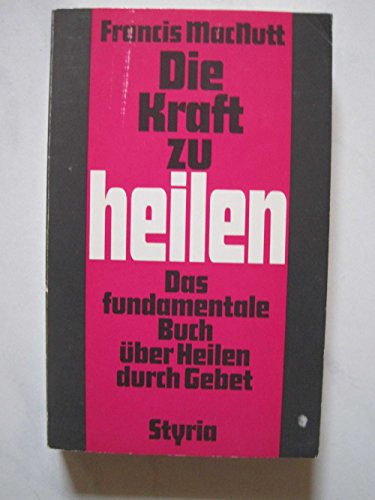 Francis MacNutt
Die
Kraft
zu
heilen
Das
fundamentale
Buch
über Heilen
durch Gebet
Styria